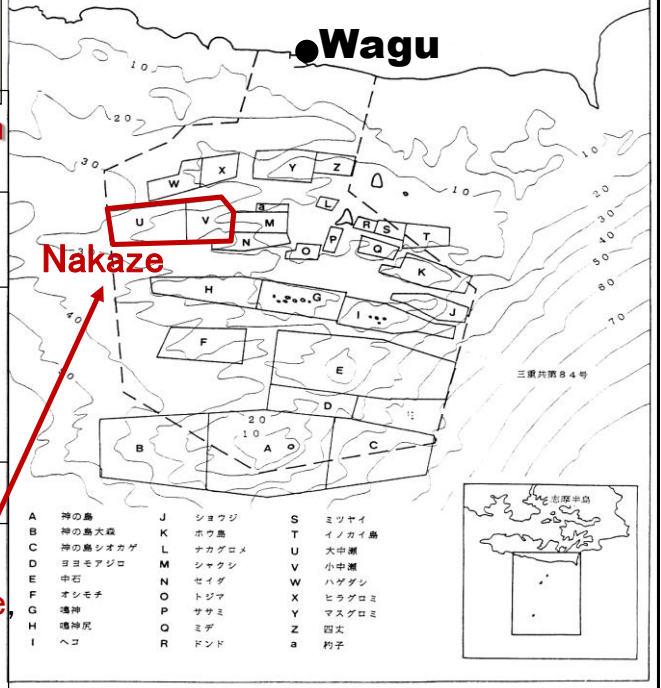 Wagu
10
20
30
10
10
20
30
40
50
60
70
W
X
Y
Z
U
V
a
M
N
L
R
S
T
O
P
Q
K
Nakaze
H
G
I
J
40
F
E
三重共第84号
D
20
10
B
A
C
A 神の島
B 神の島大森
C 神の島シオカゲ
D ヨヨモアジロ
E 中石
F オシモチ
G 鳴神
H 鳴神尻
I ヘコ
J ショウジ
K ホウ島
L ナカグロメ
M シャクシ
N セイダ
O トジマ
P ササミ
Q ミデ
R ドンド
S ミツヤイ
T イノカイ島
U 大中瀬
V 小中瀬
W ハゲダシ
X ヒラグロミ
Y マスグロミ
Z 四丈
a 杓子
志摩半島